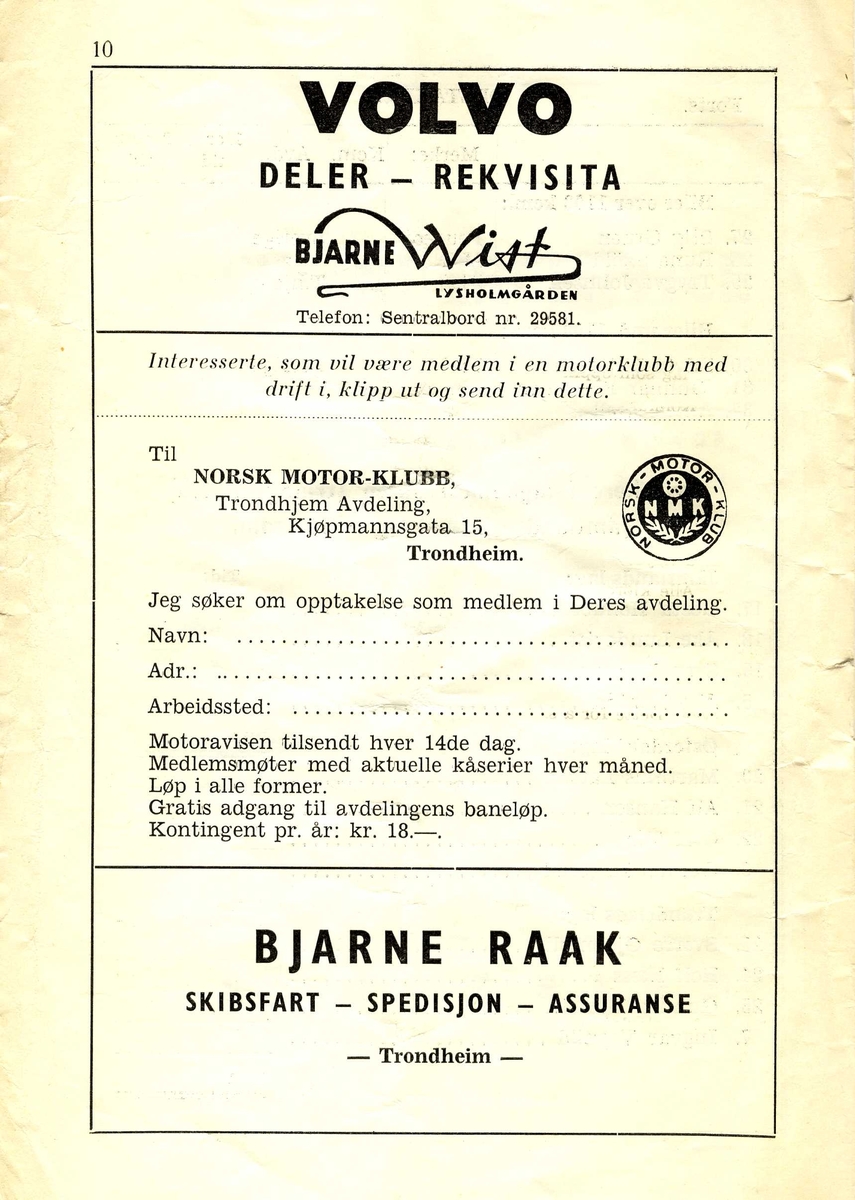 10
VOLVO
DELER – REKVISITA
BJARNE Wist
LYSHOLMGÅRDEN
Telefon: Sentralbord nr. 29581.
Interesserte, som vil være medlem i en motorklubb med
drift i, klipp ut og send inn dette.
Til
NORSK MOTOR-KLUBB,
Trondhjem Avdeling,
Kjøpmannsgata 15,
Trondheim.
NORSK - MOTOR - KLUB
NMK
Jeg søker om opptakelse som medlem i Deres avdeling.
Navn: ............................................
Adr.: ..............................................
Arbeidssted: .......................................
Motoravisen tilsendt hver 14de dag.
Medlemsmøter med aktuelle kåserier hver måned.
Løp i alle former.
Gratis adgang til avdelingens baneløp.
Kontingent pr. år: kr. 18.—.
BJARNE RAAK
SKIBSFART – SPEDISJON – ASSURANSE
— Trondheim —